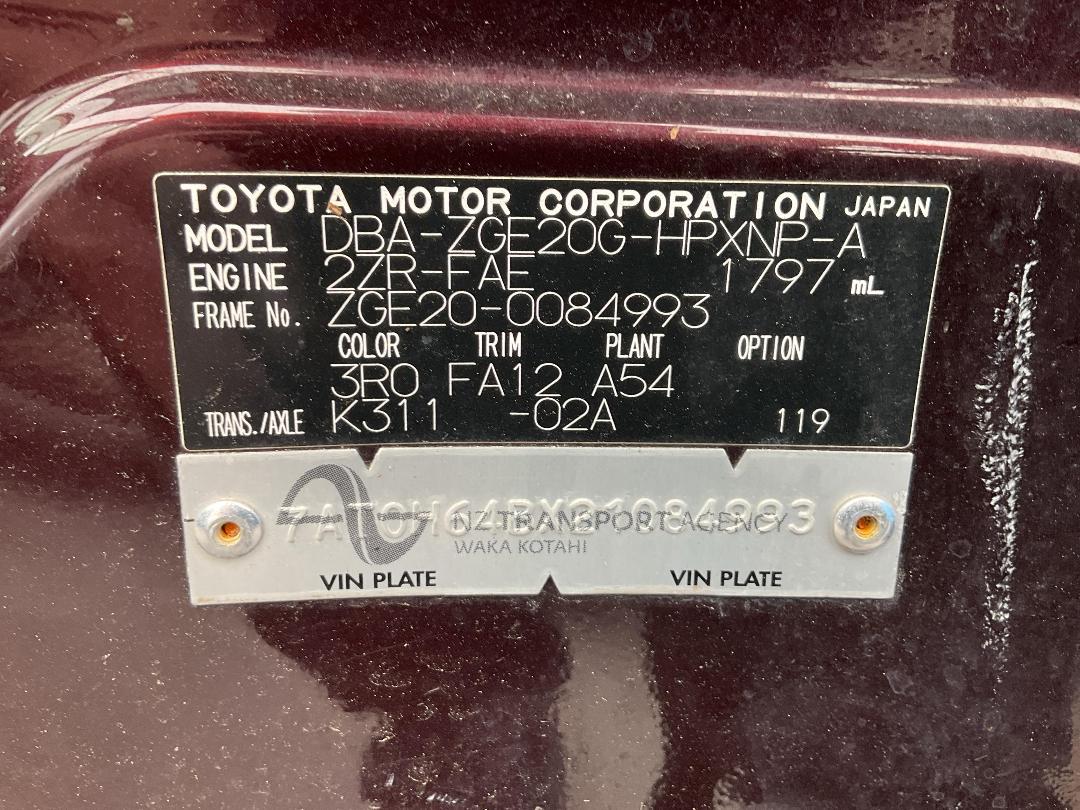 TOYOTA MOTOR CORPORATION JAPAN
MODEL DBA-ZGE20G-HPXNP-A
ENGINE 2ZR-FAE 1797 mL
FRAME No. ZGE20-0084993
COLOR TRIM PLANT OPTION
3R0 FA12 A54
TRANS./AXLE K311 -02A 119
NZ TRANSPORT AGENCY
WAKA KOTAHI
VIN PLATE VIN PLATE